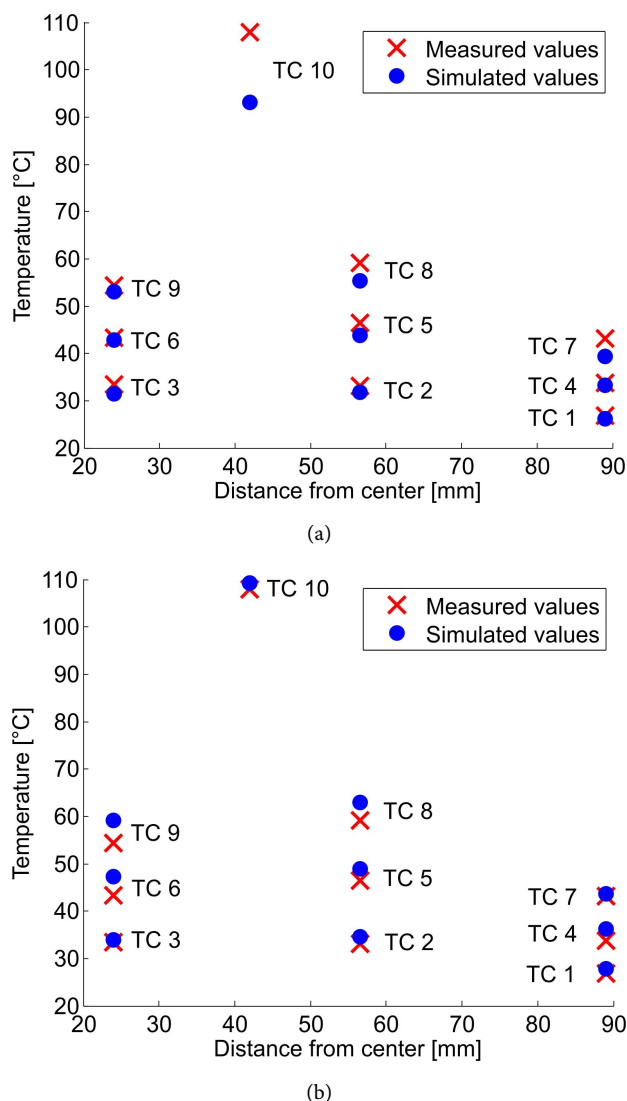 110
100
90
80
70
60
50
40
30
20
Temperature [°C]
Measured values
Simulated values
TC 10
TC 9
TC 8
TC 6
TC 5
TC 7
TC 3
TC 2
TC 4
TC 1
20 30 40 50 60 70 80 90
Distance from center [mm]
(a)
110
100
90
80
70
60
50
40
30
20
Temperature [°C]
TC 10
Measured values
Simulated values
TC 9
TC 8
TC 6
TC 5
TC 7
TC 3
TC 2
TC 4
TC 1
20 30 40 50 60 70 80 90
Distance from center [mm]
(b)